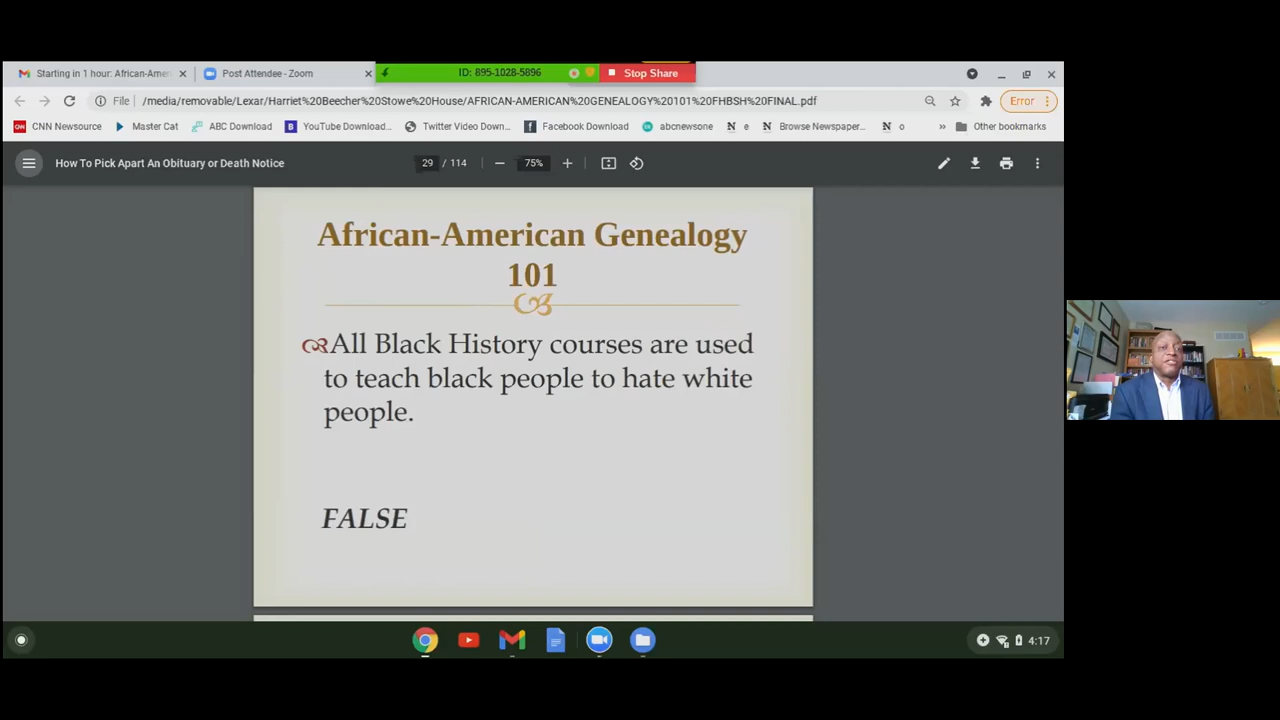 Starting in 1 hour: African-Amer
Post Attendee - Zoom
ID: 895-1028-5896
Stop Share
File
/media/removable/Lexar/Harriet%20Beecher%20Stowe%20House/AFRICAN-AMERICAN%20GENEALOGY%20101%20FHBSH%20FINAL.pdf
Error
CNN Newsource
Master Cat
ABC Download
YouTube Download...
Twitter Video Down...
Facebook Download
abcnewsone
N e
N Browse Newspaper...
N o
»
Other bookmarks
How To Pick Apart An Obituary or Death Notice
29 / 114
75%
African-American Genealogy
101
All Black History courses are used
to teach black people to hate white
people.
FALSE
4:17